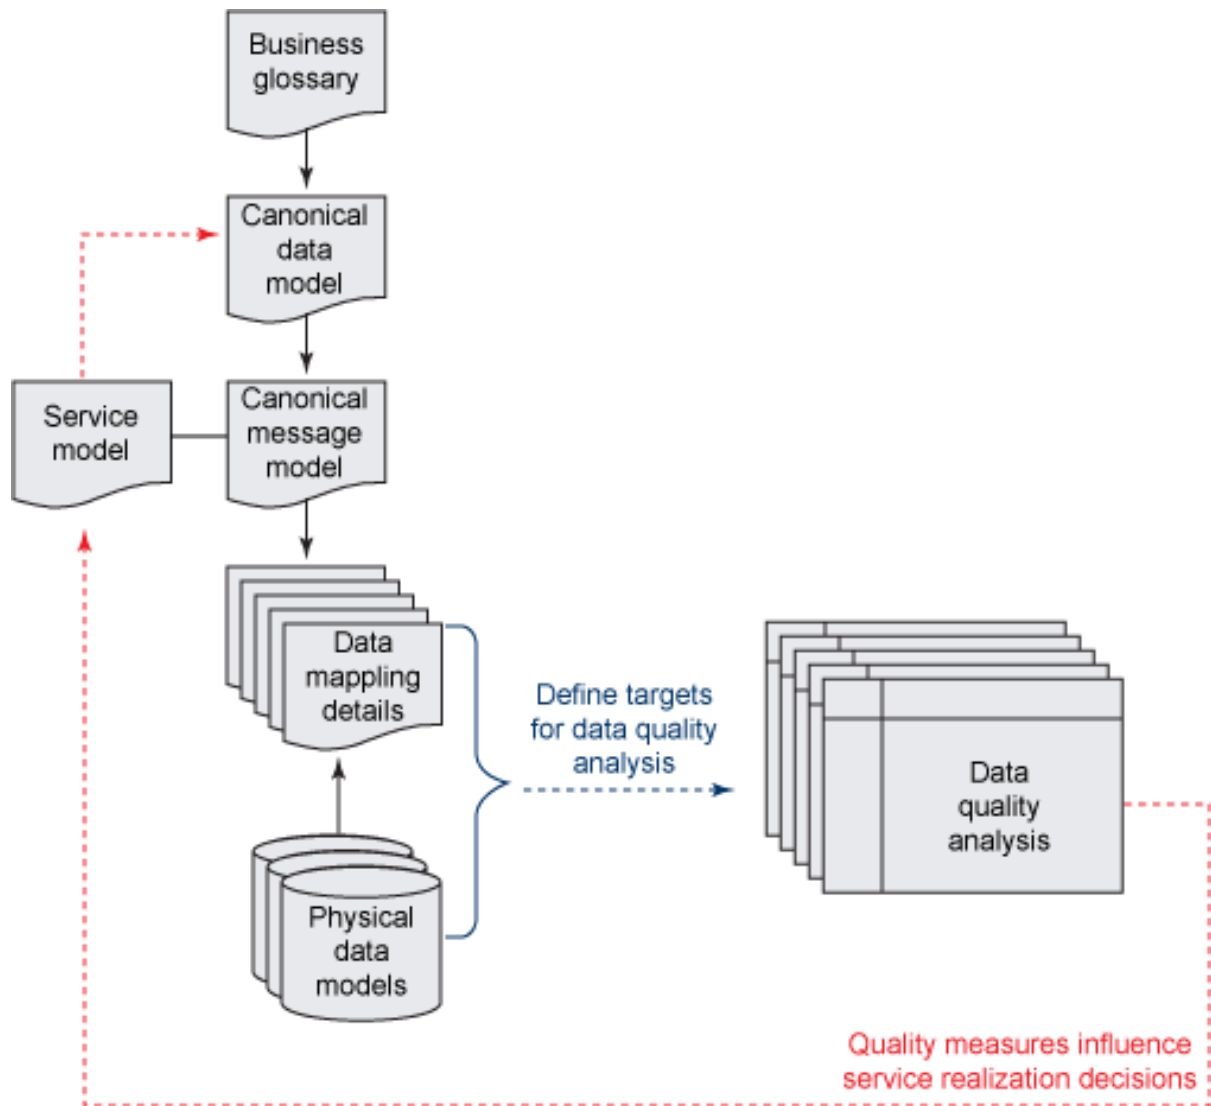 Business
glossary
Canonical
data
model
Service
model
Canonical
message
model
Data
mappling
details
Define targets
for data quality
analysis
Data
quality
analysis
Physical
data
models
Quality measures influence
service realization decisions